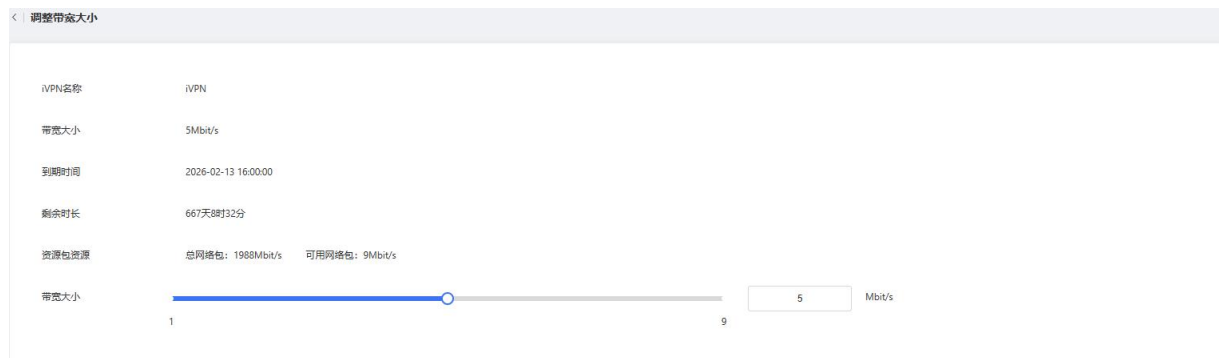 < 调整带宽大小
iVPN名称 iVPN
带宽大小 5Mbit/s
到期时间 2026-02-13 16:00:00
剩余时长 667天8时32分
资源包资源 总网络包：1988Mbit/s 可用网络包：9Mbit/s
带宽大小 5 Mbit/s
1 9